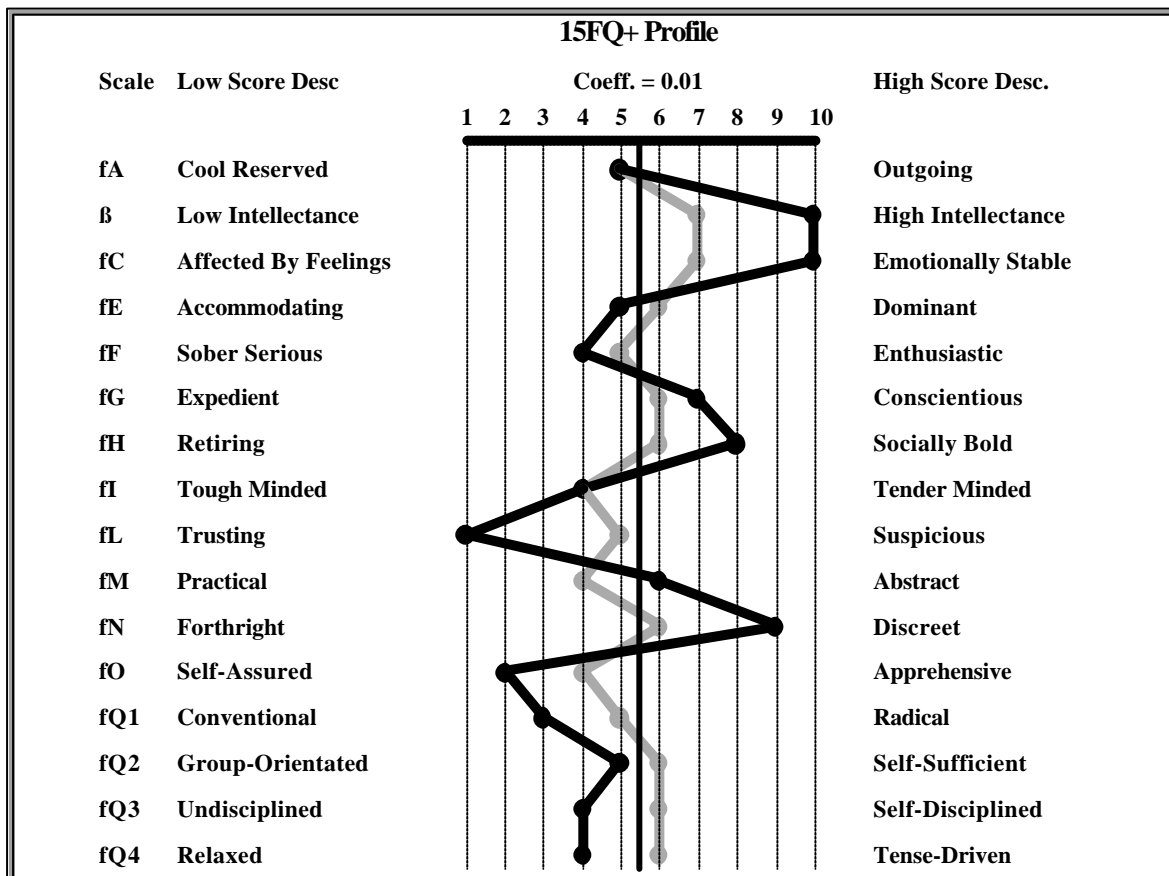 15FQ+ Profile
Scale Low Score Desc Coeff. = 0.01 High Score Desc.
1 2 3 4 5 6 7 8 9 10
fA Cool Reserved Outgoing
ß Low Intellectance High Intellectance
fC Affected By Feelings Emotionally Stable
fE Accommodating Dominant
fF Sober Serious Enthusiastic
fG Expedient Conscientious
fH Retiring Socially Bold
fI Tough Minded Tender Minded
fL Trusting Suspicious
fM Practical Abstract
fN Forthright Discreet
fO Self-Assured Apprehensive
fQ1 Conventional Radical
fQ2 Group-Orientated Self-Sufficient
fQ3 Undisciplined Self-Disciplined
fQ4 Relaxed Tense-Driven